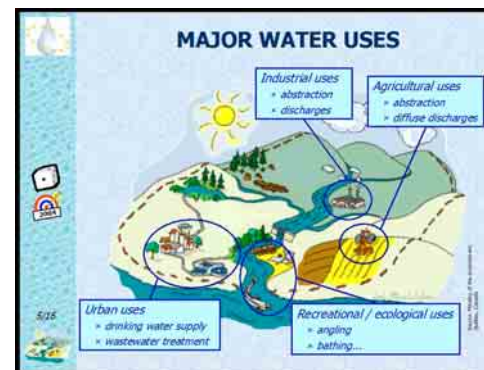 MAJOR WATER USES
Industrial uses
» abstraction
» discharges
Agricultural uses
» abstraction
» diffuse discharges
Urban uses
» drinking water supply
» wastewater treatment
Recreational / ecological uses
» angling
» bathing...
5/16